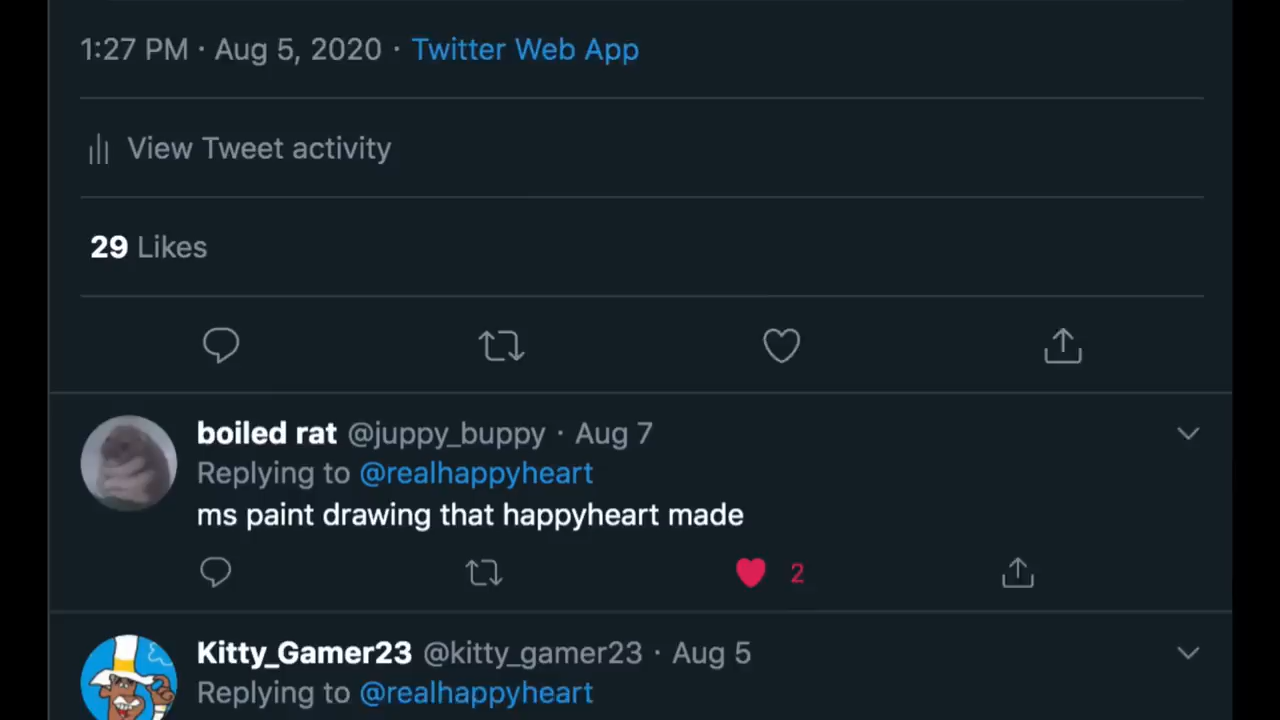 1:27 PM · Aug 5, 2020 · Twitter Web App
View Tweet activity
29 Likes
boiled rat @juppy_buppy · Aug 7
Replying to @realhappyheart
ms paint drawing that happyheart made
2
Kitty_Gamer23 @kitty_gamer23 · Aug 5
Replying to @realhappyheart